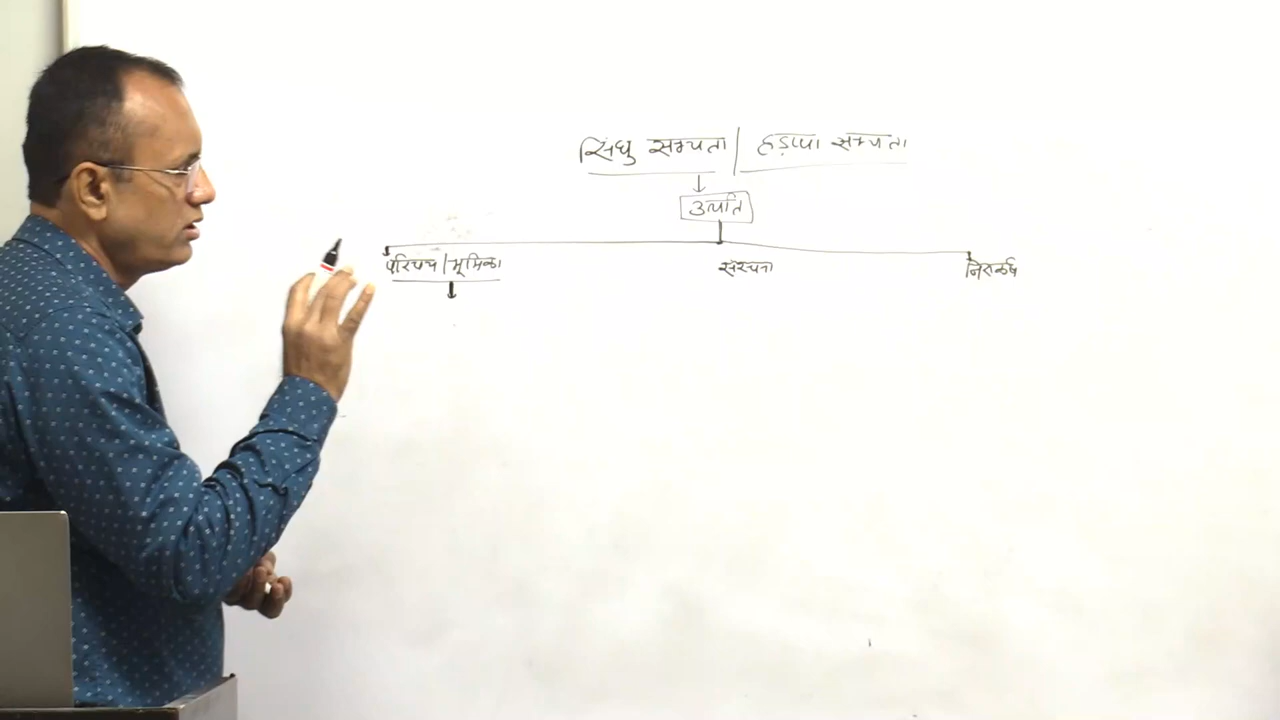 सिंधु सभ्यता | हड़प्पा सभ्यता
उत्पति
परिचय / भूमिका संरचना निष्कर्ष